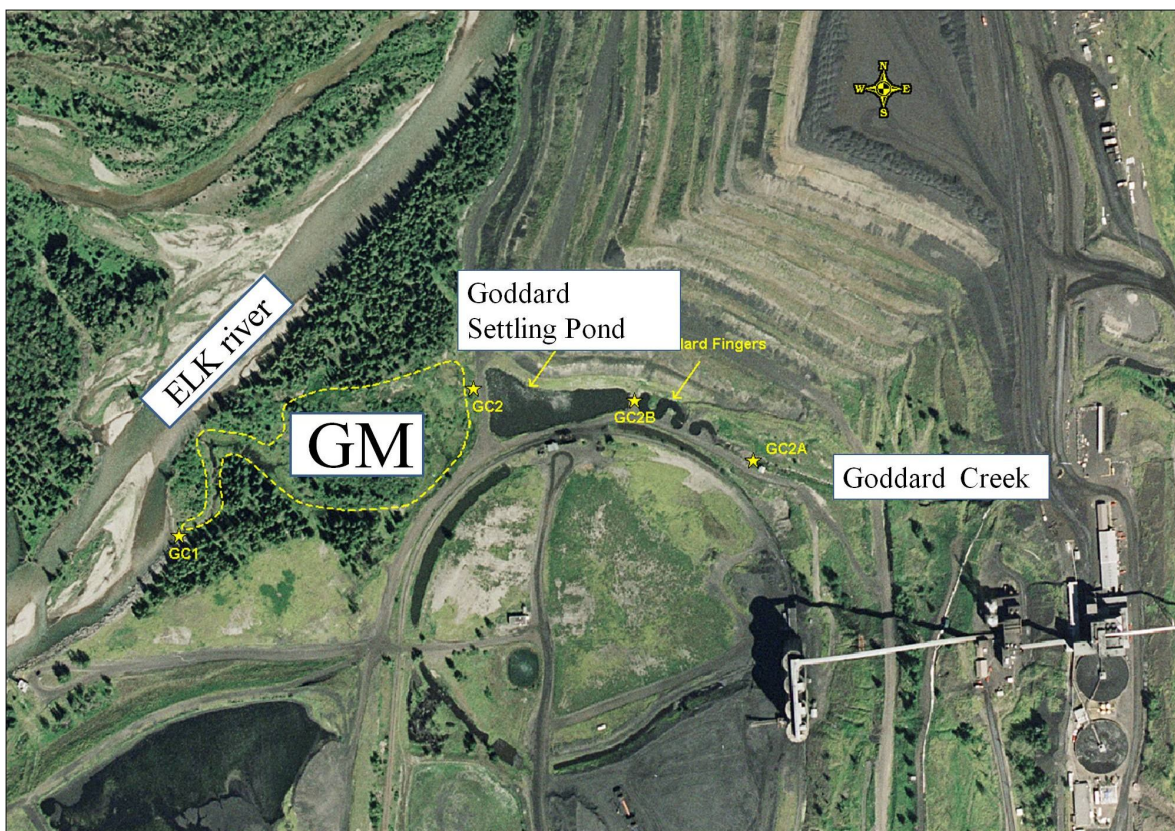 N
W E
S
Goddard
Settling Pond
lard Fingers
ELK river
GC2
GC2B
GM
GC2A
Goddard Creek
GC1